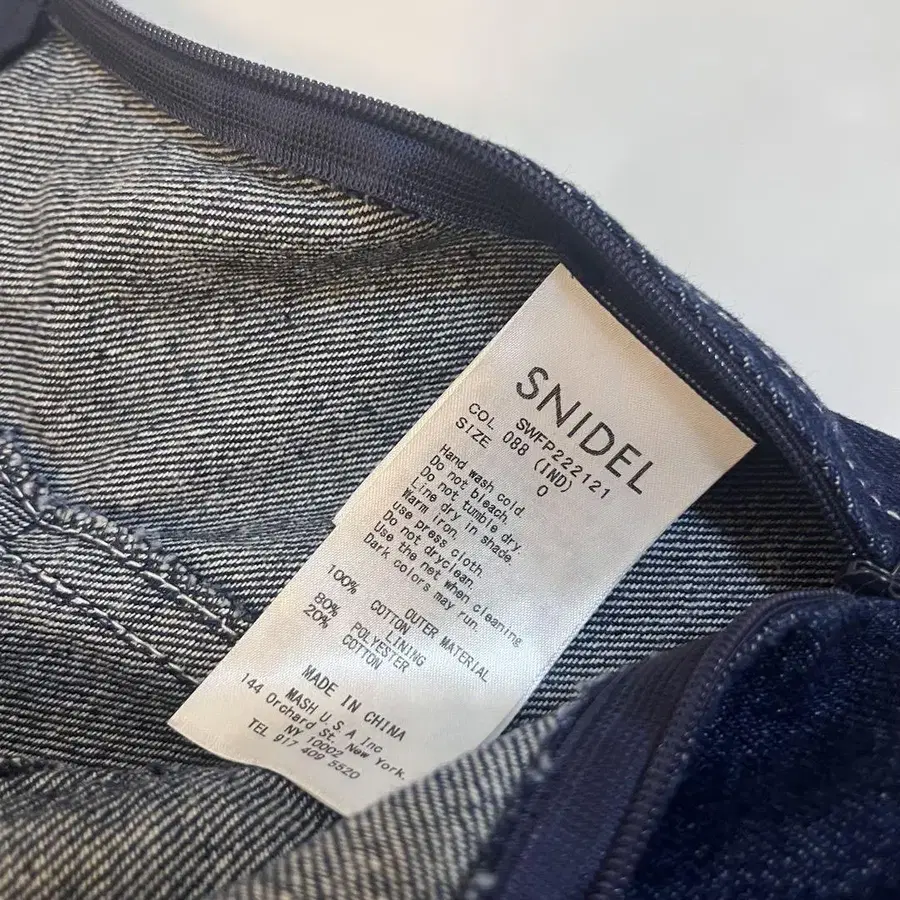 SNIDEL
SWFP222121
COL 088 (IND)
SIZE 0
Hand wash cold
Do not bleach.
Do not tumble dry.
Line dry in shade.
Warm iron.
use press cloth.
Do not dryclean.
Use the net when cleaning
Dark colors may run.
OUTER MATERIAL
100% COTTON
LINING
80% POLYESTER
20% COTTON
MADE IN CHINA
MASH U.S.A Inc
144 Orchard St. New York.
NY 10002
TEL 917 409 5520